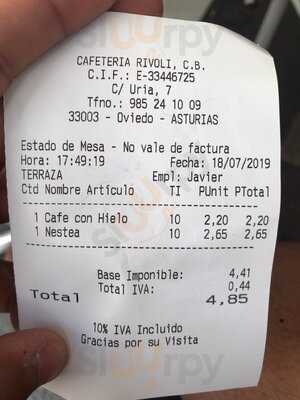 CAFETERIA RIVOLI, C.B.
C.I.F.: E-33446725
C/ Uria, 7
Tfno.: 985 24 10 09
33003 - Oviedo - ASTURIAS
Estado de Mesa - No vale de factura
Hora: 17:49:19 Fecha: 18/07/2019
TERRAZA Empl: Javier
Ctd Nombre Artículo TI PUnit PTotal
1 Cafe con Hielo 10 2,20 2,20
1 Nestea 10 2,65 2,65
Base Imponible: 4,41
Total IVA: 0,44
Total 4,85
10% IVA Incluido
Gracias por su Visita